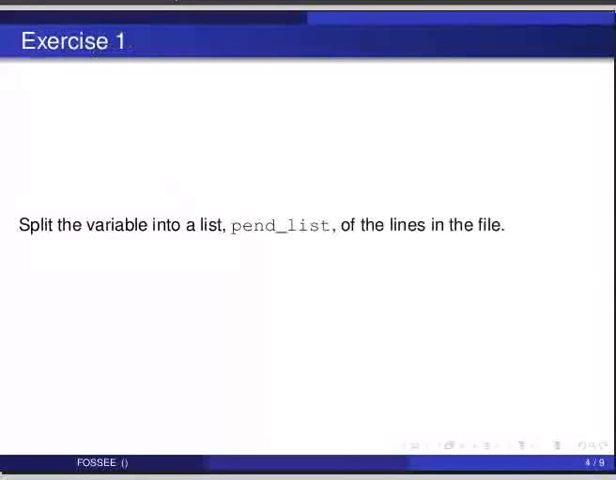 Exercise 1
Split the variable into a list, pend_list, of the lines in the file.
FOSSEE ()
4 / 9